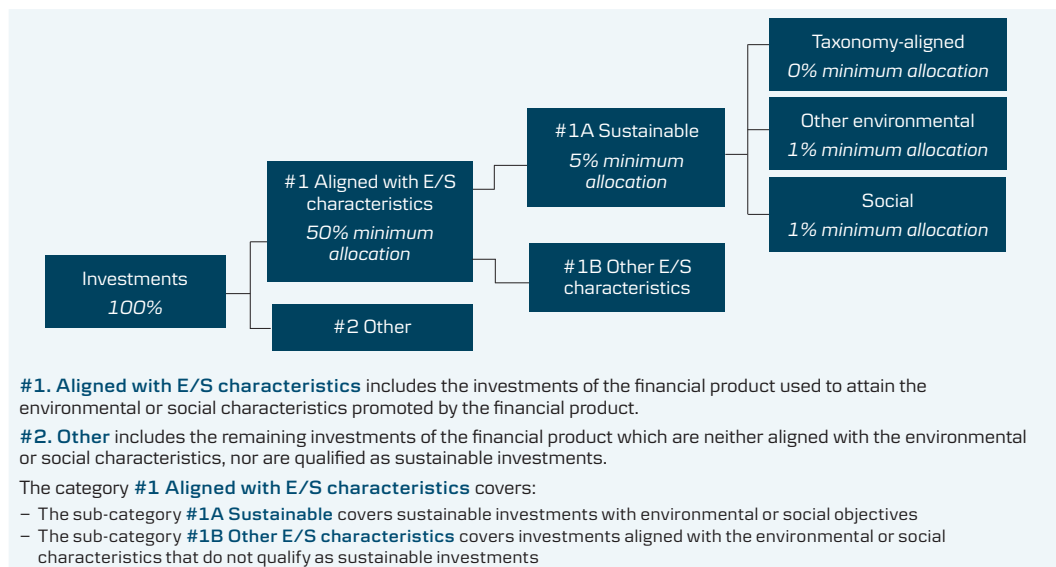 Taxonomy-aligned
0% minimum allocation
Other environmental
1% minimum allocation
Social
1% minimum allocation
#1A Sustainable
5% minimum
allocation
#1 Aligned with E/S
characteristics
50% minimum
allocation
#1B Other E/S
characteristics
Investments
100%
#2 Other
#1. Aligned with E/S characteristics includes the investments of the financial product used to attain the
environmental or social characteristics promoted by the financial product.
#2. Other includes the remaining investments of the financial product which are neither aligned with the environmental
or social characteristics, nor are qualified as sustainable investments.
The category #1 Aligned with E/S characteristics covers:
– The sub-category #1A Sustainable covers sustainable investments with environmental or social objectives
– The sub-category #1B Other E/S characteristics covers investments aligned with the environmental or social
characteristics that do not qualify as sustainable investments